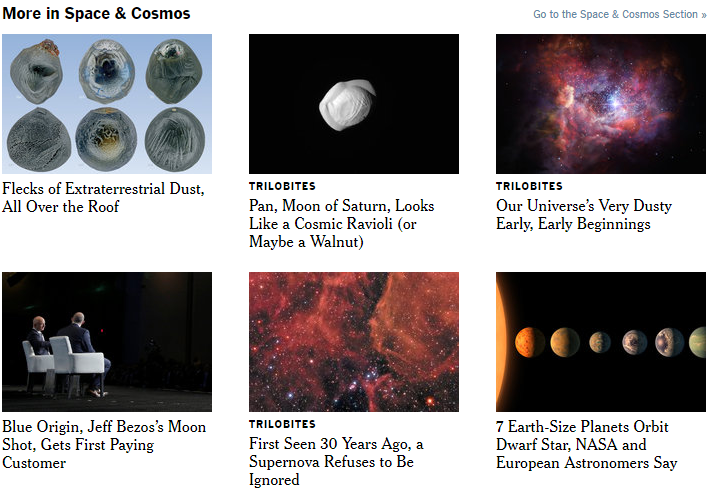 More in Space & Cosmos
Go to the Space & Cosmos Section »
Flecks of Extraterrestrial Dust,
All Over the Roof
TRILOBITES
Pan, Moon of Saturn, Looks
Like a Cosmic Ravioli (or
Maybe a Walnut)
TRILOBITES
Our Universe’s Very Dusty
Early, Early Beginnings
Blue Origin, Jeff Bezos’s Moon
Shot, Gets First Paying
Customer
TRILOBITES
First Seen 30 Years Ago, a
Supernova Refuses to Be
Ignored
7 Earth-Size Planets Orbit
Dwarf Star, NASA and
European Astronomers Say